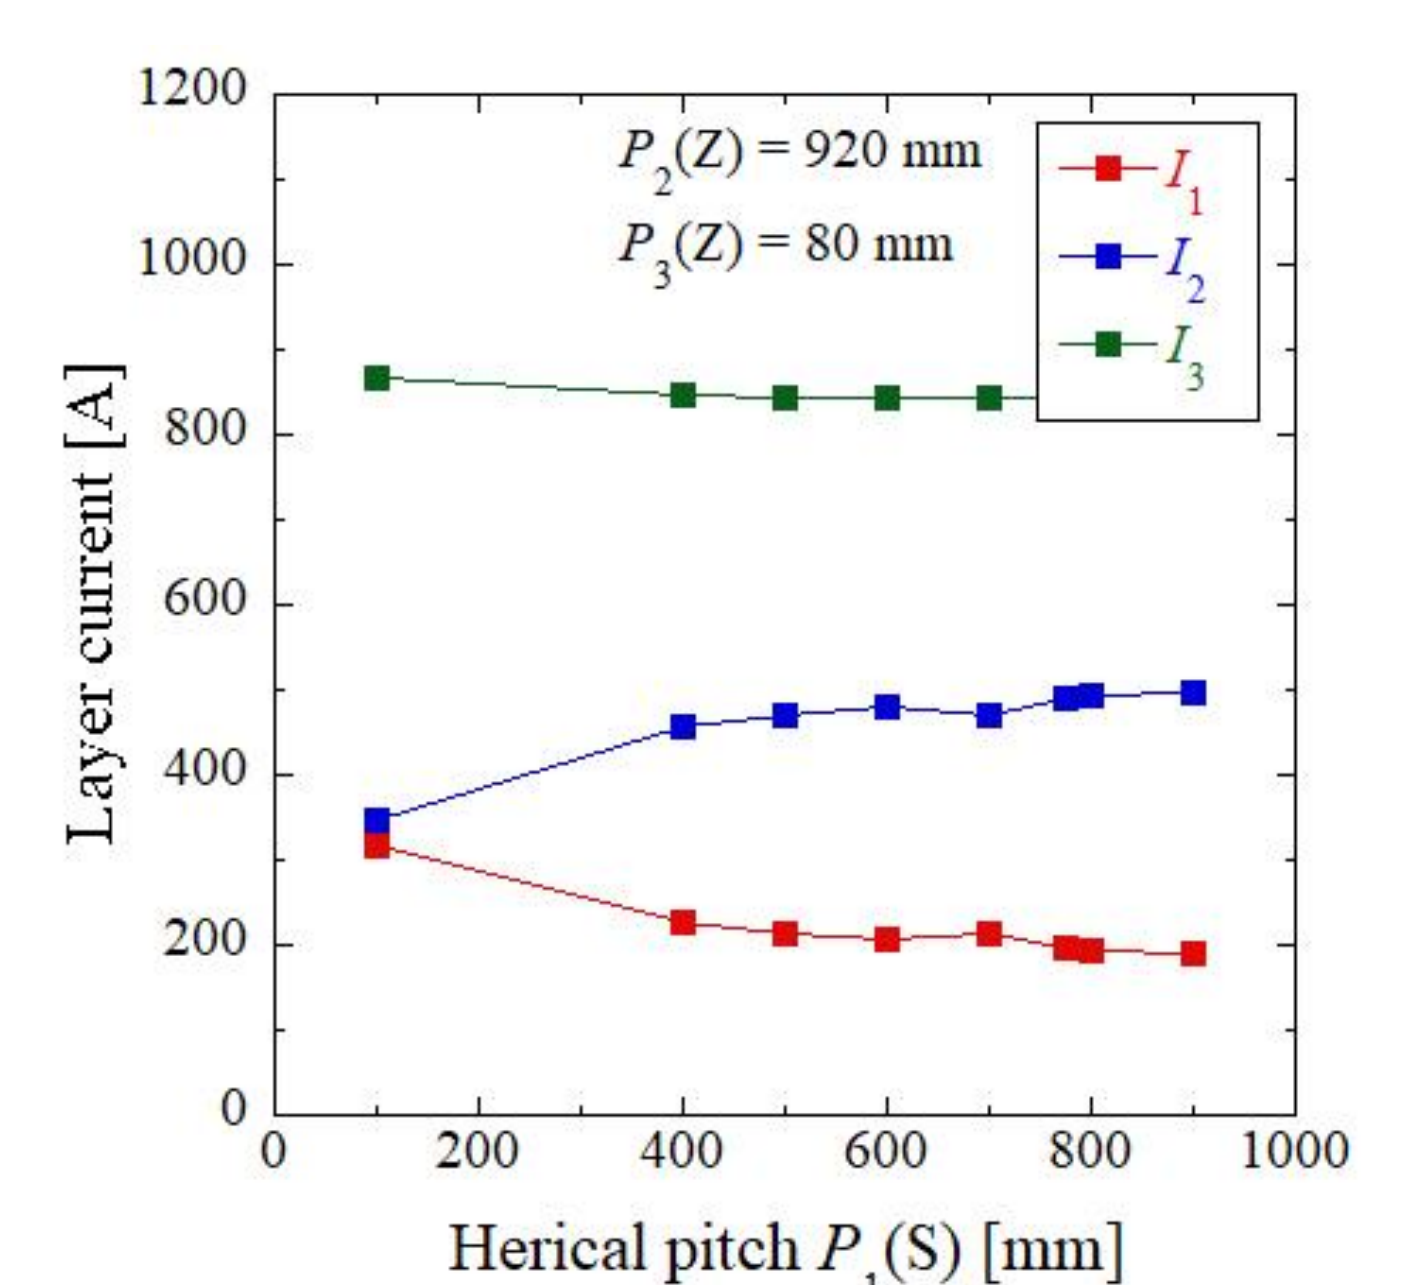 1200
1000
800
600
400
200
0
0 200 400 600 800 1000
Layer current [A]
Herical pitch P1(S) [mm]
P2(Z) = 920 mm
P3(Z) = 80 mm
I1
I2
I3